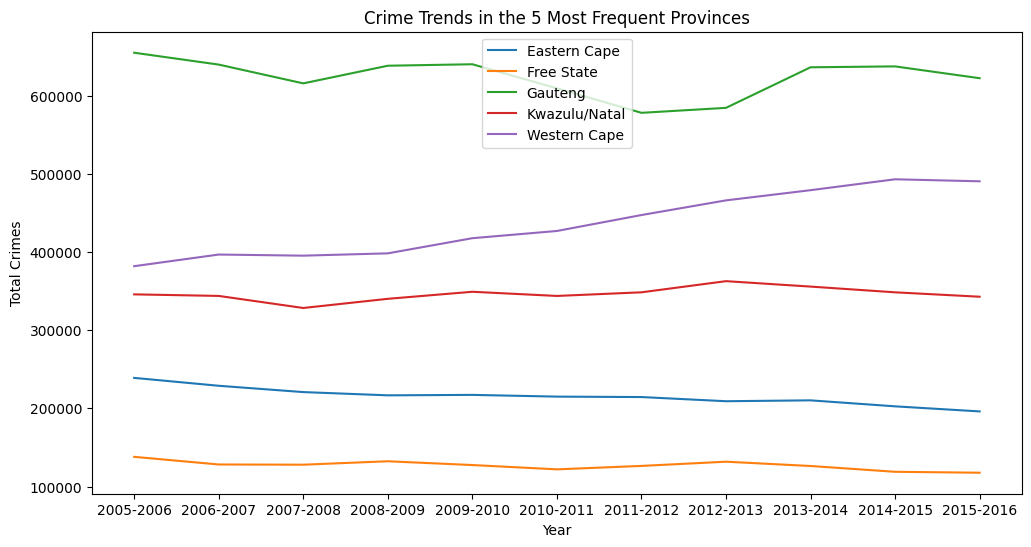 Crime Trends in the 5 Most Frequent Provinces
Eastern Cape
Free State
Gauteng
Kwazulu/Natal
Western Cape
Total Crimes
600000
500000
400000
300000
200000
100000
2005-2006 2006-2007 2007-2008 2008-2009 2009-2010 2010-2011 2011-2012 2012-2013 2013-2014 2014-2015 2015-2016
Year